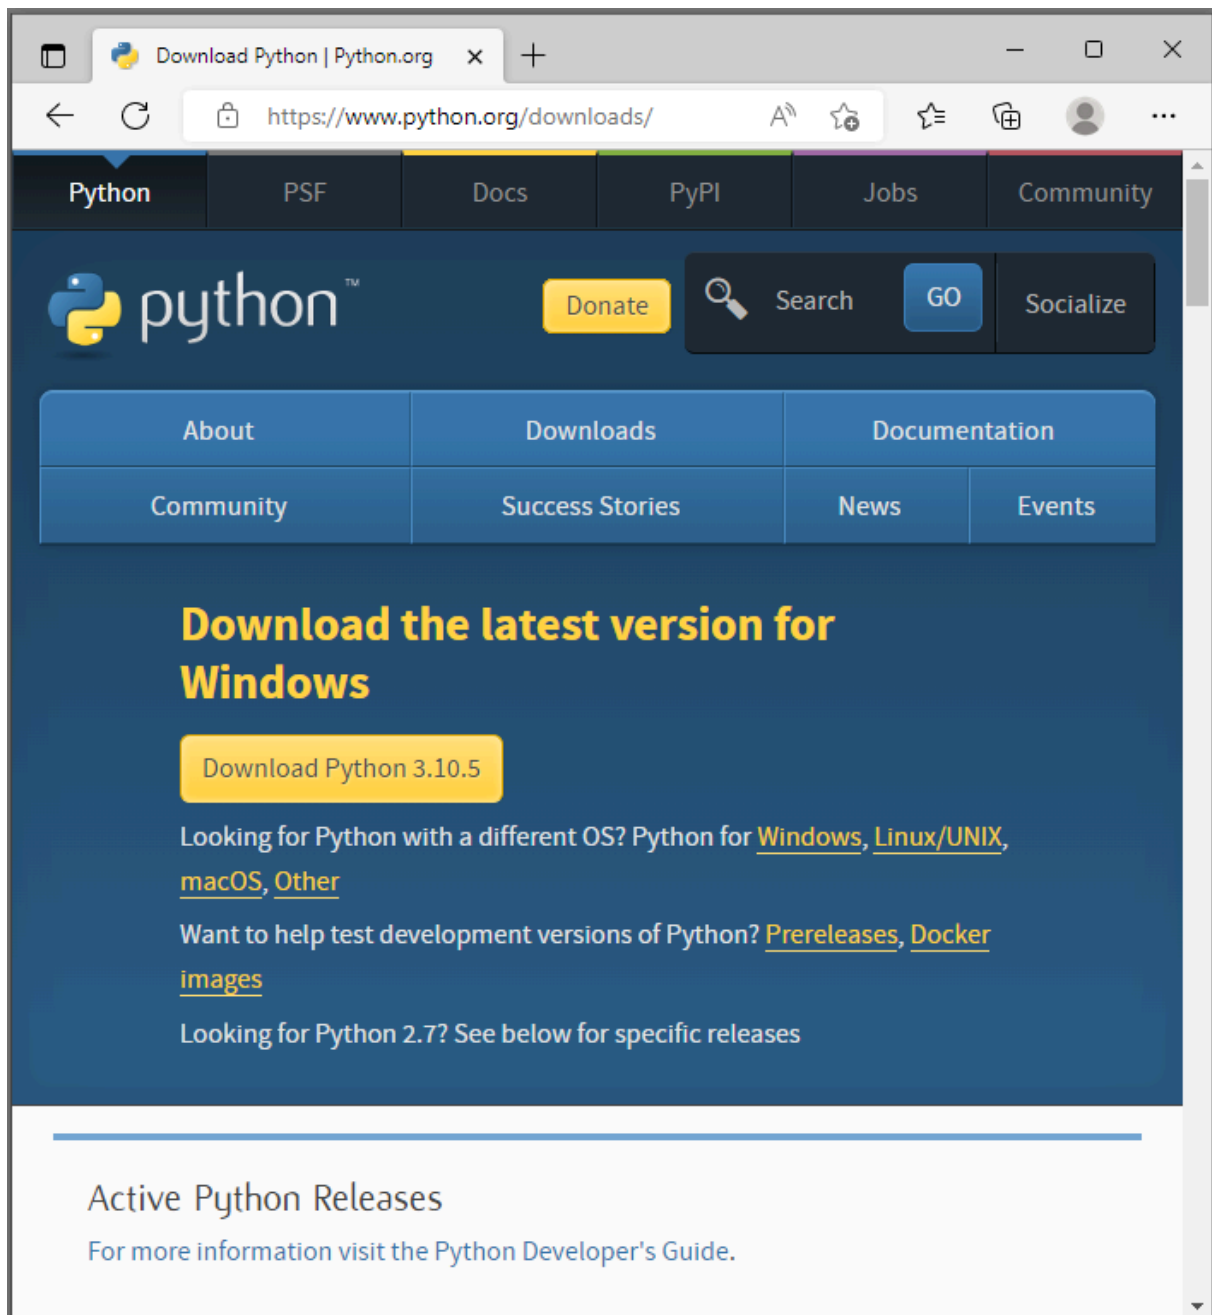 Download Python | Python.org
https://www.python.org/downloads/
Python PSF Docs PyPI Jobs Community
python™ Donate Search GO Socialize
About Downloads Documentation
Community Success Stories News Events
Download the latest version for
Windows
Download Python 3.10.5
Looking for Python with a different OS? Python for Windows, Linux/UNIX,
macOS, Other
Want to help test development versions of Python? Prereleases, Docker
images
Looking for Python 2.7? See below for specific releases
Active Python Releases
For more information visit the Python Developer's Guide.